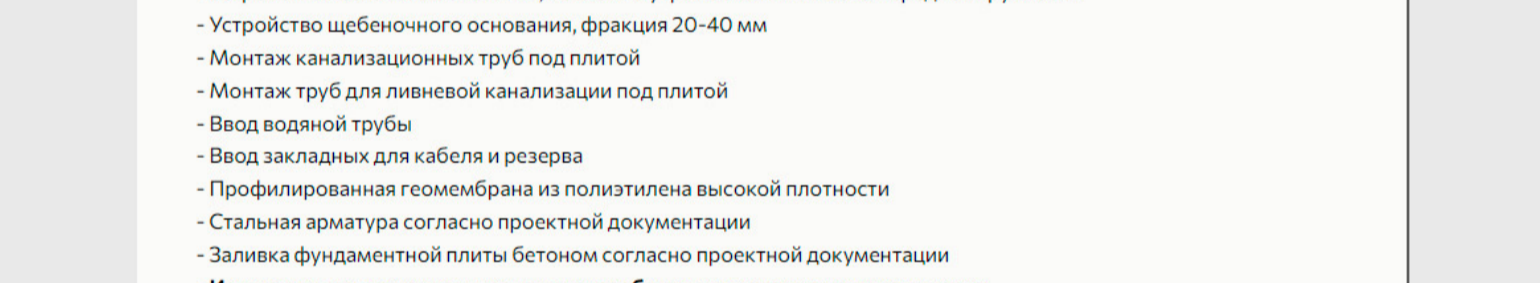 - Устройство щебеночного основания, фракция 20-40 мм
- Монтаж канализационных труб под плитой
- Монтаж труб для ливневой канализации под плитой
- Ввод водяной трубы
- Ввод закладных для кабеля и резерва
- Профилированная геомембрана из полиэтилена высокой плотности
- Стальная арматура согласно проектной документации
- Заливка фундаментной плиты бетоном согласно проектной документации